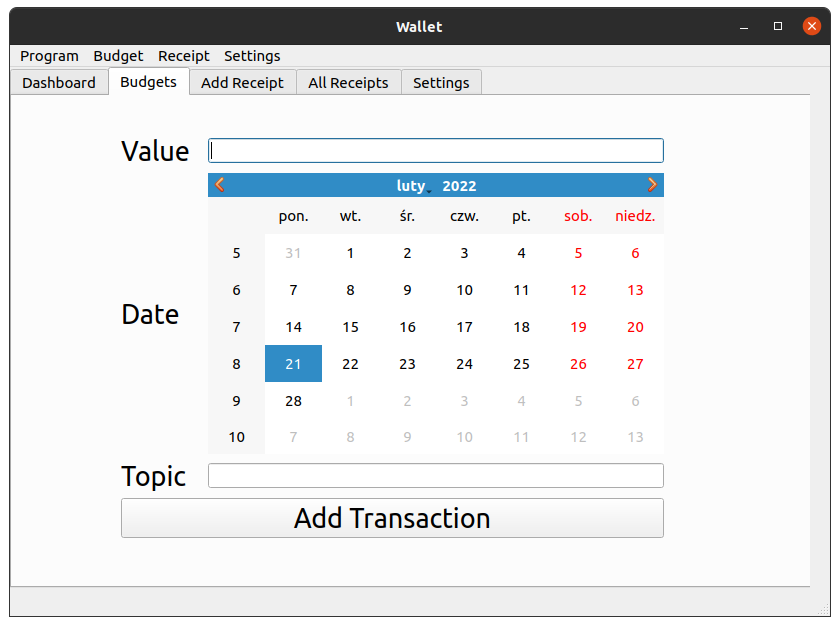 Wallet
Program Budget Receipt Settings
Dashboard Budgets Add Receipt All Receipts Settings
Value
luty 2022
pon. wt. śr. czw. pt. sob. niedz.
5 31 1 2 3 4 5 6
6 7 8 9 10 11 12 13
7 14 15 16 17 18 19 20
Date
8 21 22 23 24 25 26 27
9 28 1 2 3 4 5 6
10 7 8 9 10 11 12 13
Topic
Add Transaction